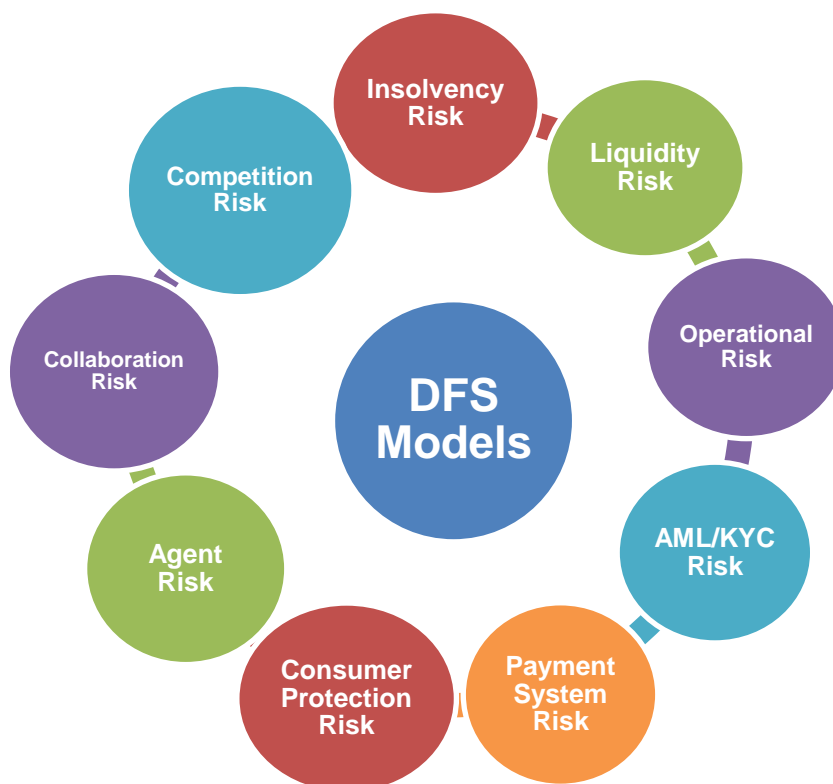 Insolvency
Risk
Liquidity
Risk
Operational
Risk
AML/KYC
Risk
Payment
System
Risk
Consumer
Protection
Risk
Agent
Risk
Collaboration
Risk
Competition
Risk
DFS
Models